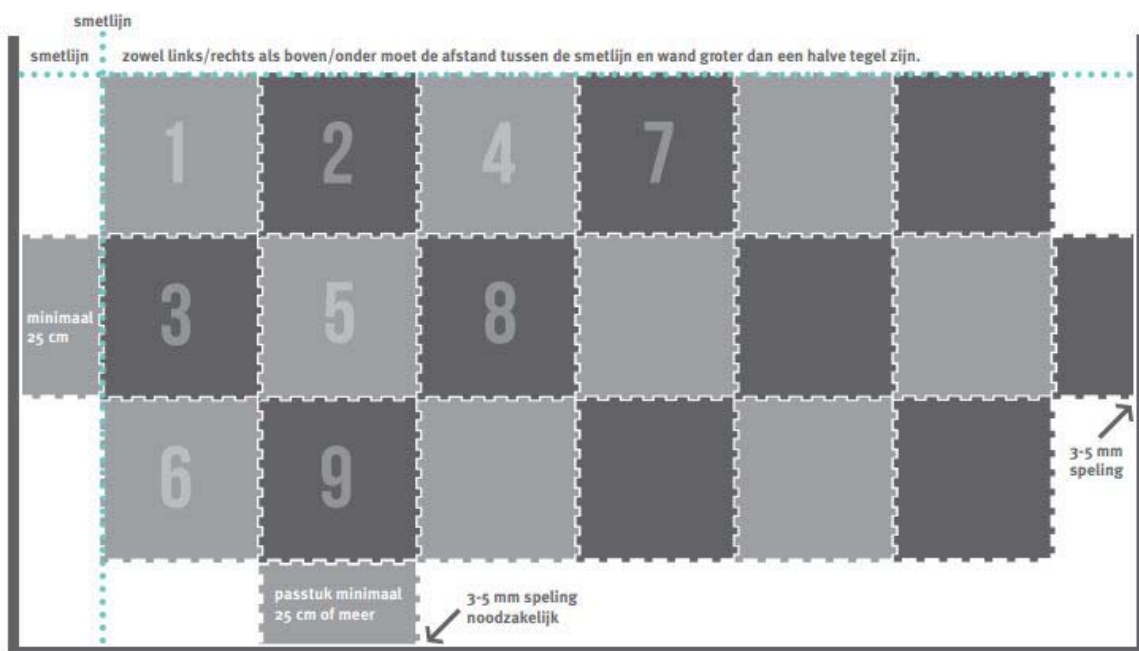 smetlijn
smetlijn
zowel links/rechts als boven/onder moet de afstand tussen de smetlijn en wand groter dan een halve tegel zijn.
1
2
4
7
minimaal
25 cm
3
5
8
3-5 mm
speling
6
9
passtuk minimaal
25 cm of meer
3-5 mm speling
noodzakelijk